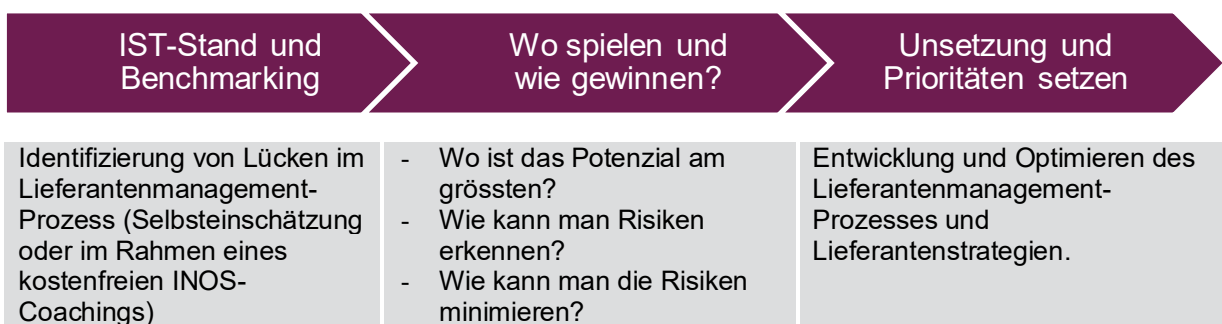 IST-Stand und
Benchmarking
Wo spielen und
wie gewinnen?
Unsetzung und
Prioritäten setzen
Identifizierung von Lücken im
Lieferantenmanagement-
Prozess (Selbsteinschätzung
oder im Rahmen eines
kostenfreien INOS-
Coachings)
- Wo ist das Potenzial am
grössten?
- Wie kann man Risiken
erkennen?
- Wie kann man die Risiken
minimieren?
Entwicklung und Optimieren des
Lieferantenmanagement-
Prozesses und
Lieferantenstrategien.